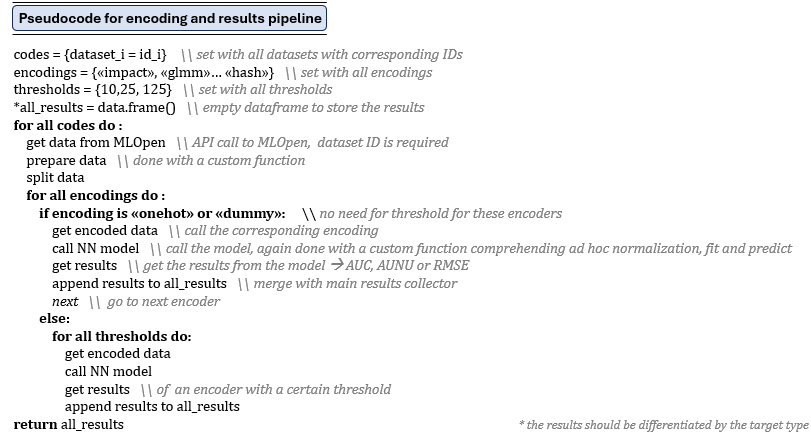 Pseudocode for encoding and results pipeline
codes = {dataset_i = id_i} \\ set with all datasets with corresponding IDs
encodings = {«impact», «glmm»... «hash»} \\ set with all encodings
thresholds = {10,25, 125} \\ set with all thresholds
*all_results = data.frame() \\ empty dataframe to store the results
for all codes do :
get data from MLOpen \\ API call to MLOpen, dataset ID is required
prepare data \\ done with a custom function
split data
for all encodings do :
if encoding is «onehot» or «dummy»: \\ no need for threshold for these encoders
get encoded data \\ call the corresponding encoding
call NN model \\ call the model, again done with a custom function comprehending ad hoc normalization, fit and predict
get results \\ get the results from the model → AUC, AUNU or RMSE
append results to all_results \\ merge with main results collector
next \\ go to next encoder
else:
for all thresholds do:
get encoded data
call NN model
get results \\ of an encoder with a certain threshold
append results to all_results
return all_results
* the results should be differentiated by the target type